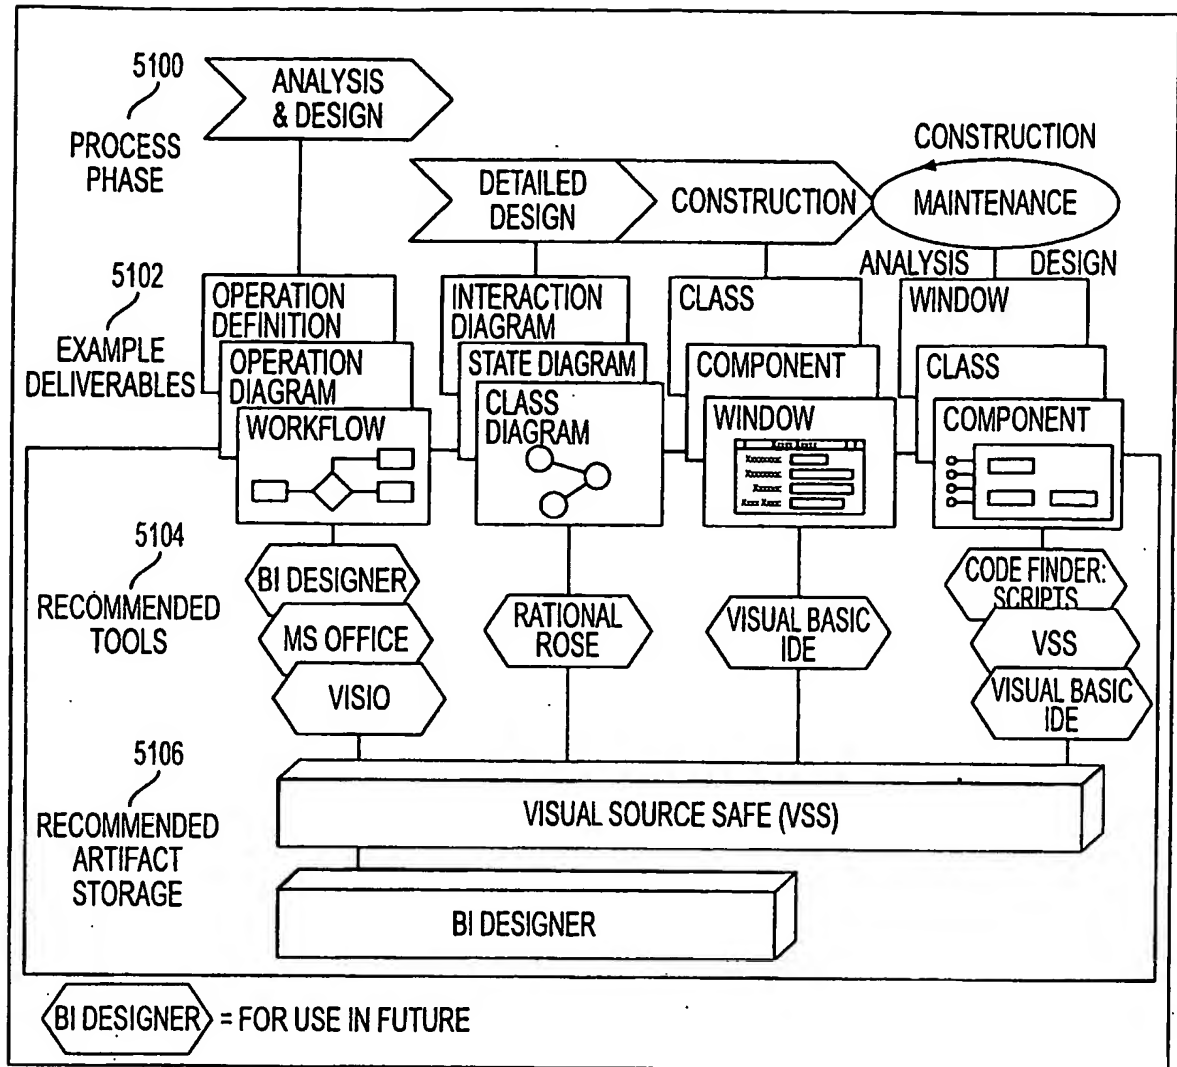 5100
PROCESS
PHASE
ANALYSIS
& DESIGN
DETAILED
DESIGN
CONSTRUCTION
CONSTRUCTION
MAINTENANCE
ANALYSIS
DESIGN
5102
EXAMPLE
DELIVERABLES
OPERATION
DEFINITION
OPERATION
DIAGRAM
WORKFLOW
INTERACTION
DIAGRAM
STATE DIAGRAM
CLASS
DIAGRAM
CLASS
COMPONENT
WINDOW
WINDOW
CLASS
COMPONENT
5104
RECOMMENDED
TOOLS
BI DESIGNER
MS OFFICE
VISIO
RATIONAL
ROSE
VISUAL BASIC
IDE
CODE FINDER:
SCRIPTS
VSS
VISUAL BASIC
IDE
5106
RECOMMENDED
ARTIFACT
STORAGE
VISUAL SOURCE SAFE (VSS)
BI DESIGNER
BI DESIGNER = FOR USE IN FUTURE